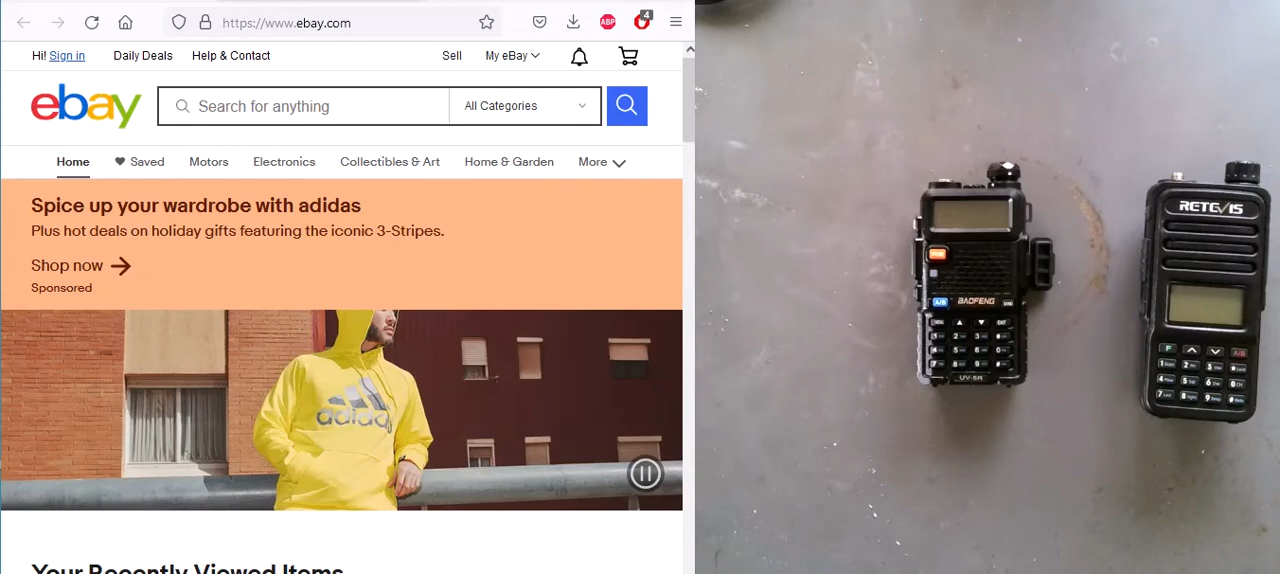 https://www.ebay.com
ABP
4
Hi! Sign in
Daily Deals
Help & Contact
Sell
My eBay
ebay
Search for anything
All Categories
Home
Saved
Motors
Electronics
Collectibles & Art
Home & Garden
More
Spice up your wardrobe with adidas
Plus hot deals on holiday gifts featuring the iconic 3-Stripes.
Shop now
Sponsored
adidas
Your Recently Viewed Items
A/B
BAOFENG
UV-5R
RETEVIS
F
A/B